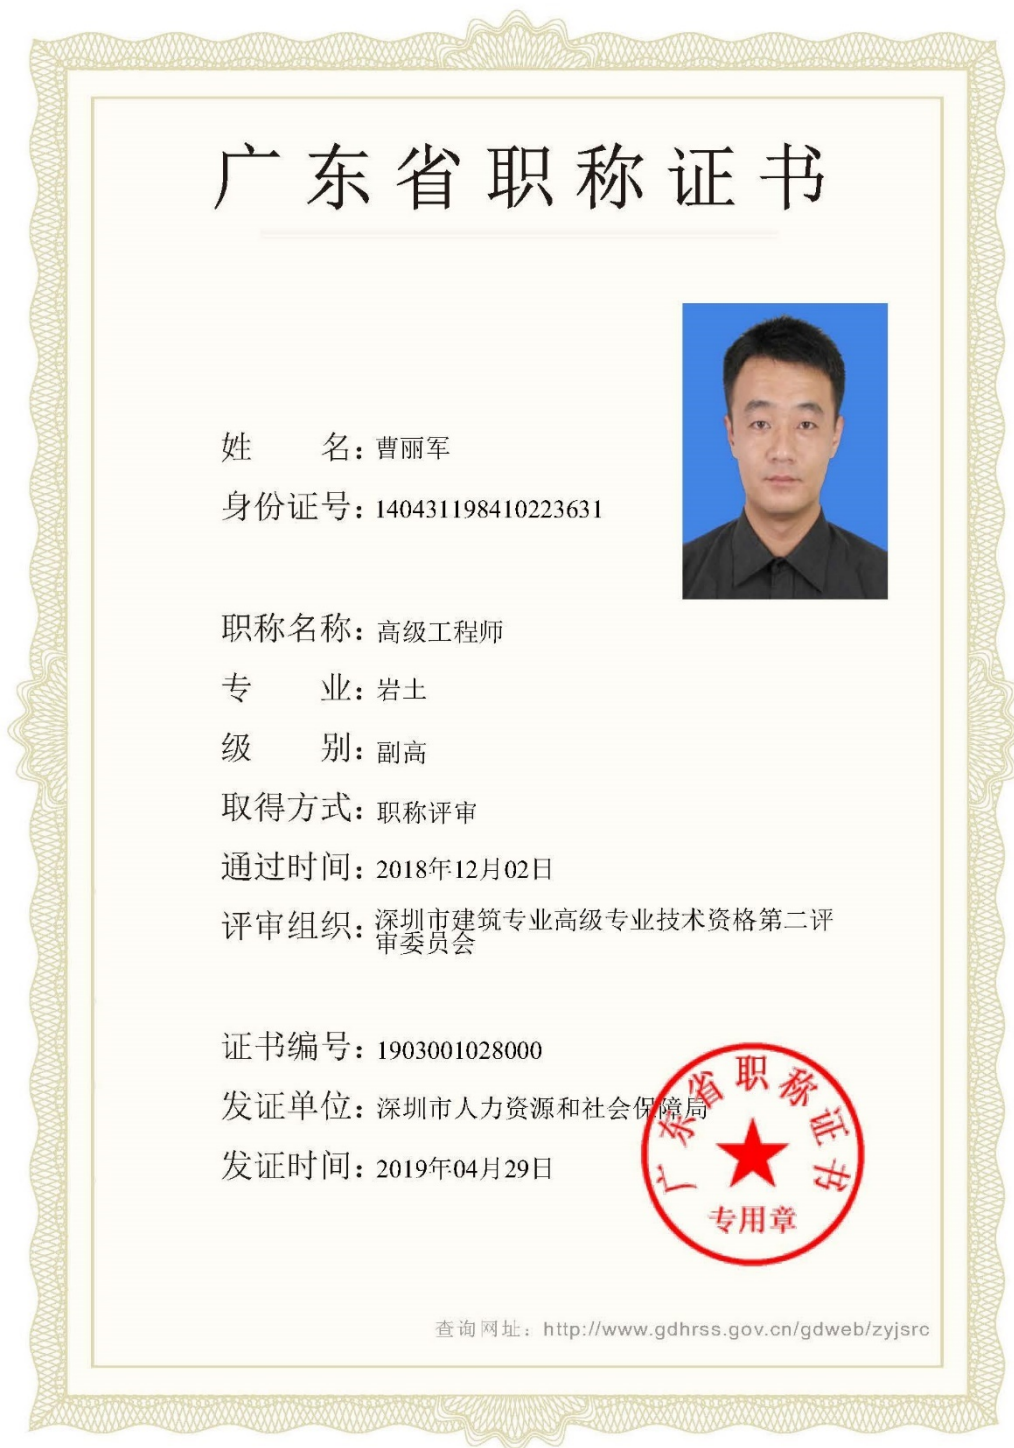 广东省职称证书
姓 名：曹丽军
身份证号：140431198410223631
职称名称：高级工程师
专 业：岩土
级 别：副高
取得方式：职称评审
通过时间：2018年12月02日
评审组织：深圳市建筑专业高级专业技术资格第二评
审委员会
证书编号：1903001028000
发证单位：深圳市人力资源和社会保障局
发证时间：2019年04月29日
广东省职称证书
专用章
查询网址：http://www.gdhrss.gov.cn/gdweb/zyjsrc